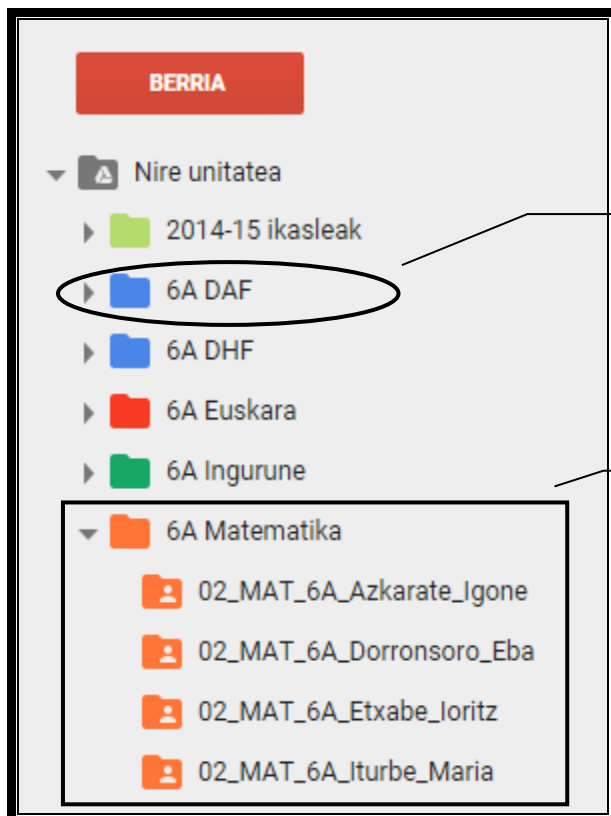 BERRIA
Nire unitatea
2014-15 ikasleak
6A DAF
6A DHF
6A Euskara
6A Ingurune
6A Matematika
02_MAT_6A_Azkarate_Igone
02_MAT_6A_Dorronsoro_Eba
02_MAT_6A_Etxabe_Ioritz
02_MAT_6A_Iturbe_Maria